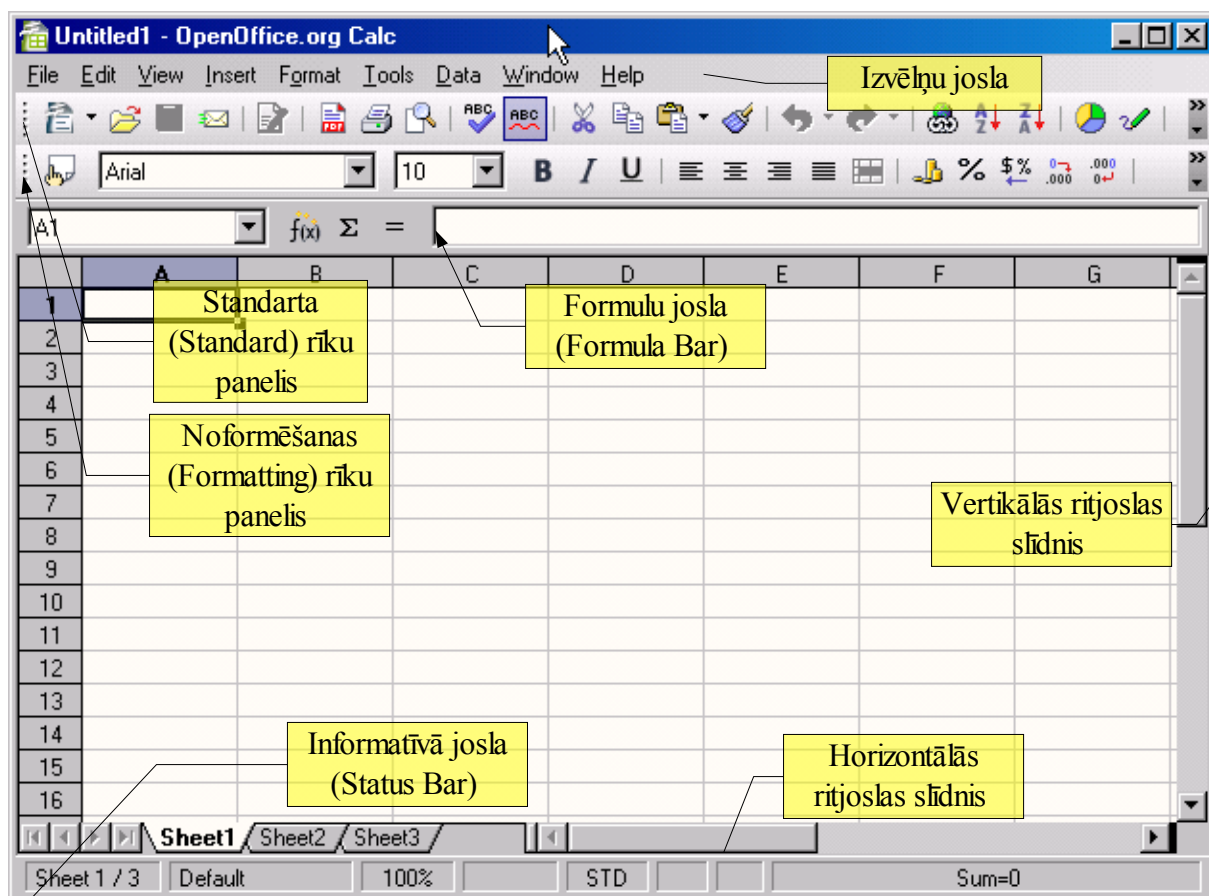 Untitled1 - OpenOffice.org Calc
File Edit View Insert Format Tools Data Window Help
Izvēlņu josla
Arial 10 B I U
A1 f(x) Σ =
A B C D E F G
1
2
3
4
5
6
7
8
9
10
11
12
13
14
15
16
Standarta
(Standard) rīku
panelis
Formulu josla
(Formula Bar)
Noformēšanas
(Formatting) rīku
panelis
Vertikālās ritjoslas
slīdnis
Informatīvā josla
(Status Bar)
Horizontālās
ritjoslas slīdnis
Sheet1 Sheet2 Sheet3
Sheet 1 / 3 Default 100% STD Sum=0